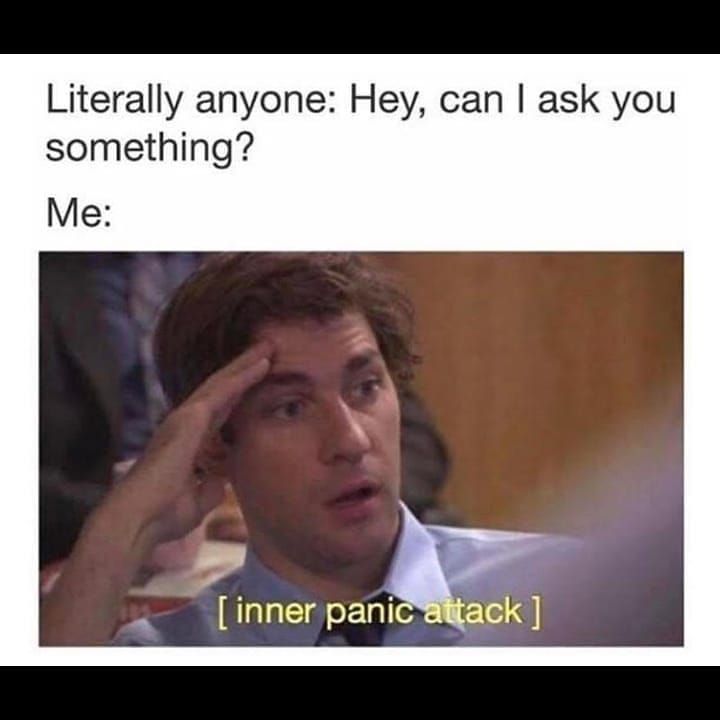 Literally anyone: Hey, can I ask you
something?
Me:
[ inner panic attack ]